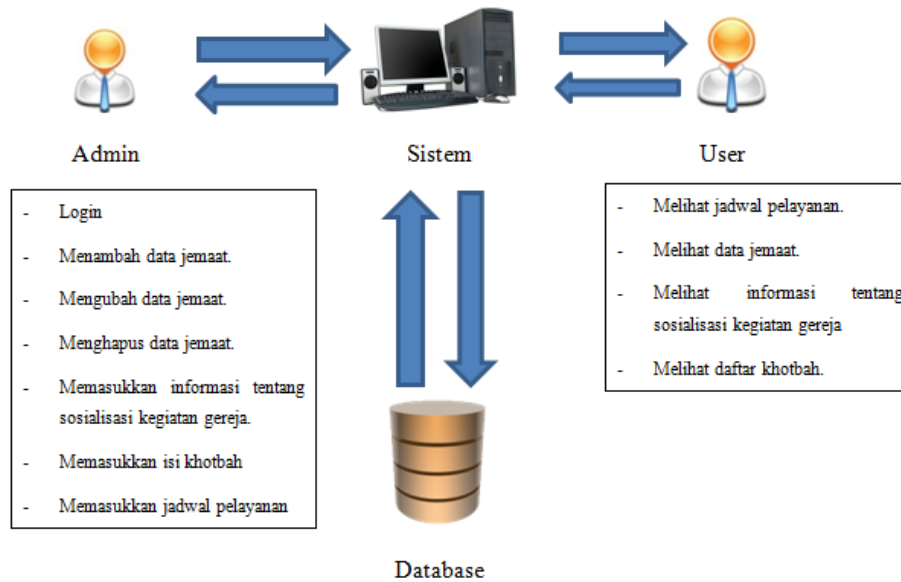 Admin
Sistem
User
- Login
- Menambah data jemaat.
- Mengubah data jemaat.
- Menghapus data jemaat.
- Memasukkan informasi tentang
sosialisasi kegiatan gereja.
- Memasukkan isi khotbah
- Memasukkan jadwal pelayanan
- Melihat jadwal pelayanan.
- Melihat data jemaat.
- Melihat informasi tentang
sosialisasi kegiatan gereja
- Melihat daftar khotbah.
Database